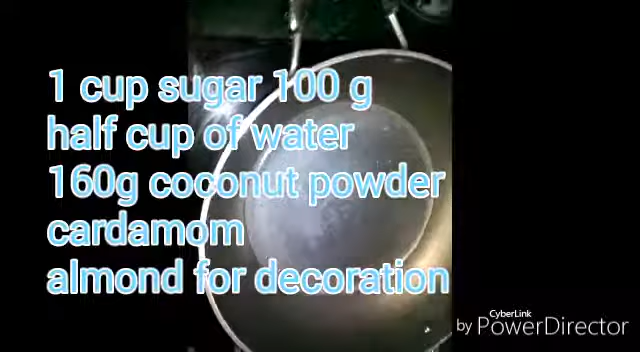 1 cup sugar 100 g
half cup of water
160g coconut powder
cardamom
almond for decoration
CyberLink
by PowerDirector